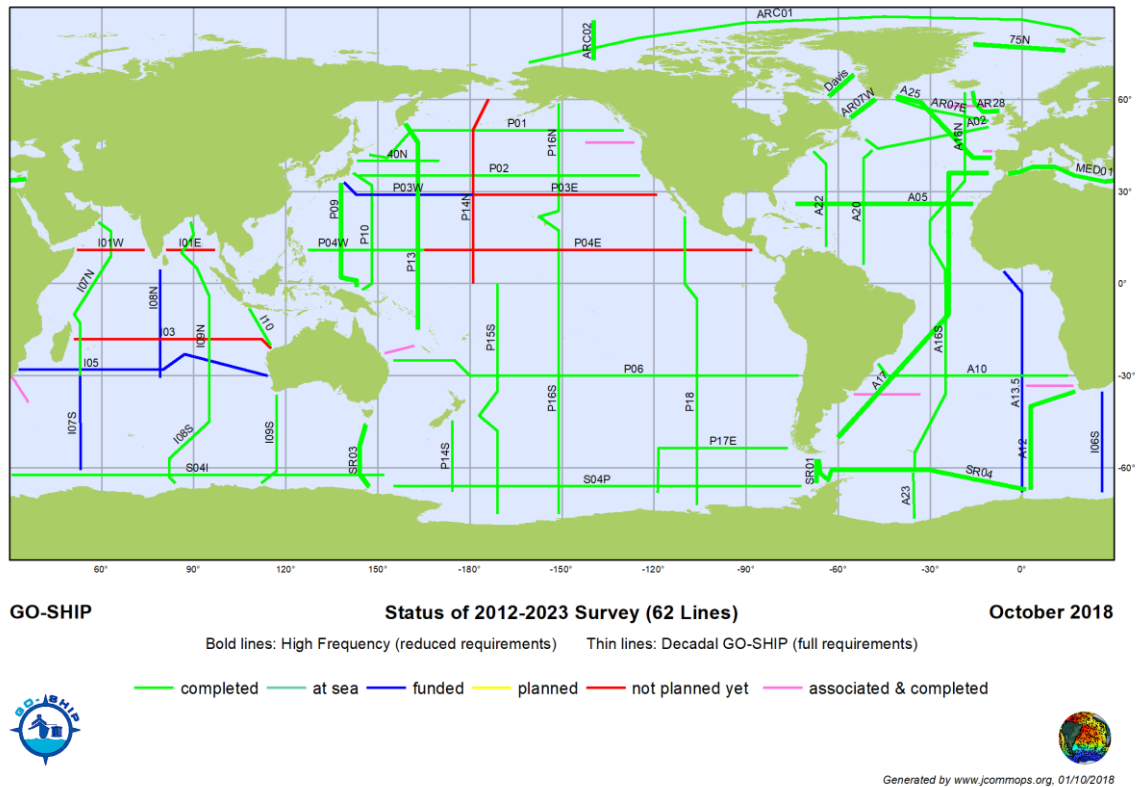 ARC01
ARC02
75N
Davis
A25
AR07W
AR07E
AR28
60°
60°
P01
P16N
A16N
A02
40N
P02
MED01
30°
P03W
P14N
P03E
A05
30°
P09
P10
A22
A20
I01W
I01E
P04W
P13
P04E
I07N
I08N
0°
0°
I10
I03
I09N
P15S
A16S
I05
P06
A17
A10
-30°
-30°
P16S
P18
A13.5
I07S
I08S
I09S
P14S
P17E
SR03
A12
I06S
S04I
S04P
SR01
SR04
-60°
-60°
A23
60° 90° 120° 150° -180° -150° -120° -90° -60° -30° 0°
GO-SHIP Status of 2012-2023 Survey (62 Lines) October 2018
Bold lines: High Frequency (reduced requirements) Thin lines: Decadal GO-SHIP (full requirements)
completed at sea funded planned not planned yet associated & completed
GO-SHIP
Generated by www.jcommops.org, 01/10/2018